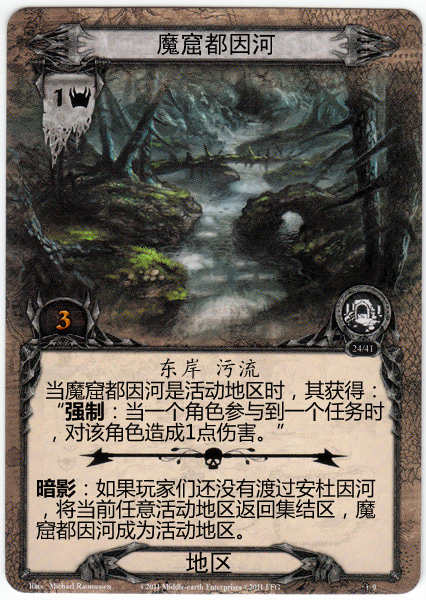 魔窟都因河
1
3
24/41
东岸 污流
当魔窟都因河是活动地区时，其获得：
“强制：当一个角色参与到一个任务时
，对该角色造成1点伤害。”
暗影：如果玩家们还没有渡过安杜因河
，将当前任意活动地区返回集结区，魔
窟都因河成为活动地区。
地区
Illus. Michael Rasmussen ©2011 Middle-earth Enterprises ©2011 FFG